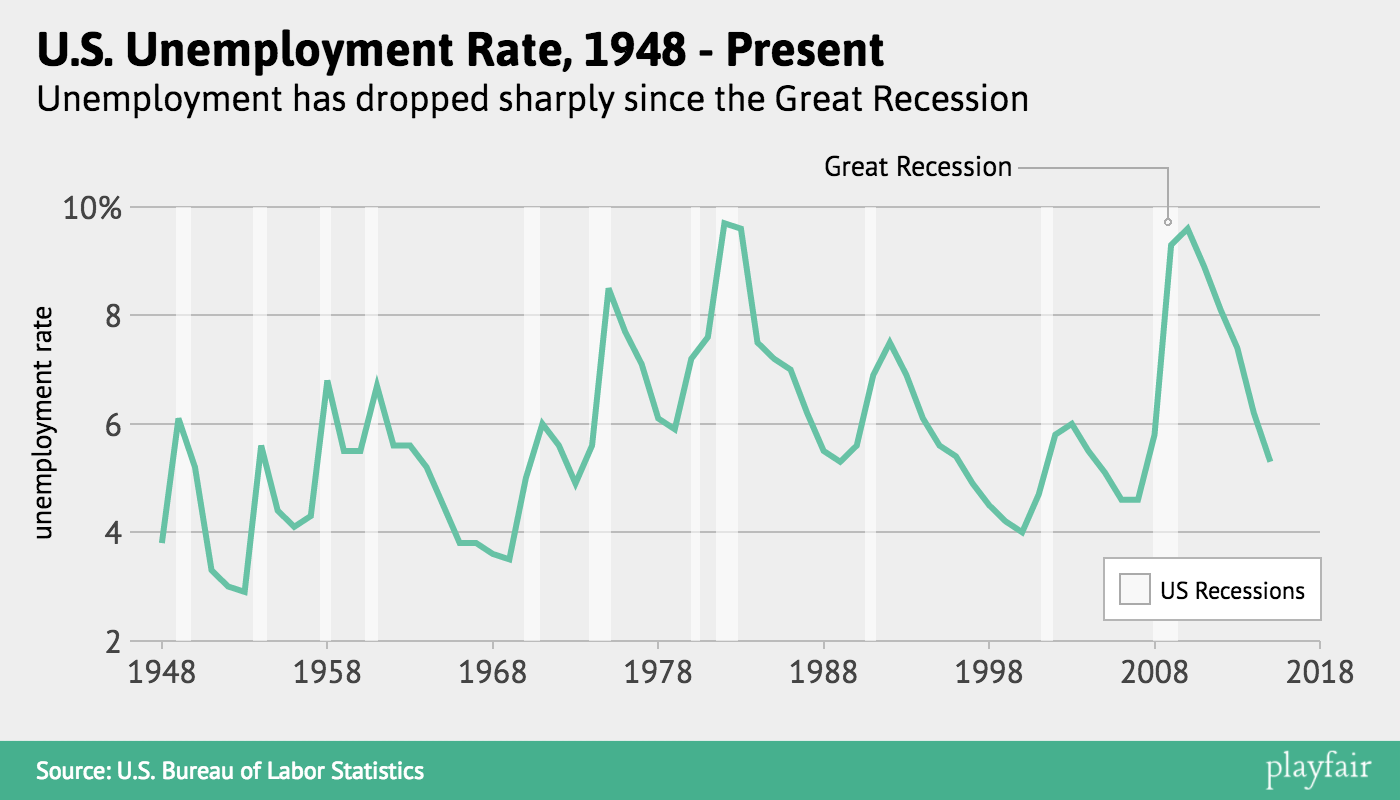 U.S. Unemployment Rate, 1948 - Present
Unemployment has dropped sharply since the Great Recession
Great Recession
10%
8
6
4
2
unemployment rate
US Recessions
1948 1958 1968 1978 1988 1998 2008 2018
Source: U.S. Bureau of Labor Statistics
playfair